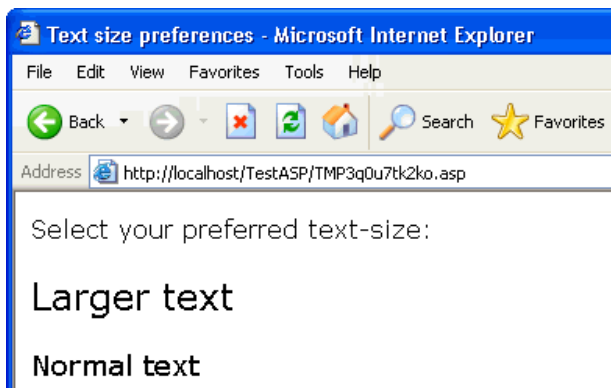 Text size preferences - Microsoft Internet Explorer
File Edit View Favorites Tools Help
Back Search Favorites
Address http://localhost/TestASP/TMP3q0u7tk2ko.asp
Select your preferred text-size:
Larger text
Normal text